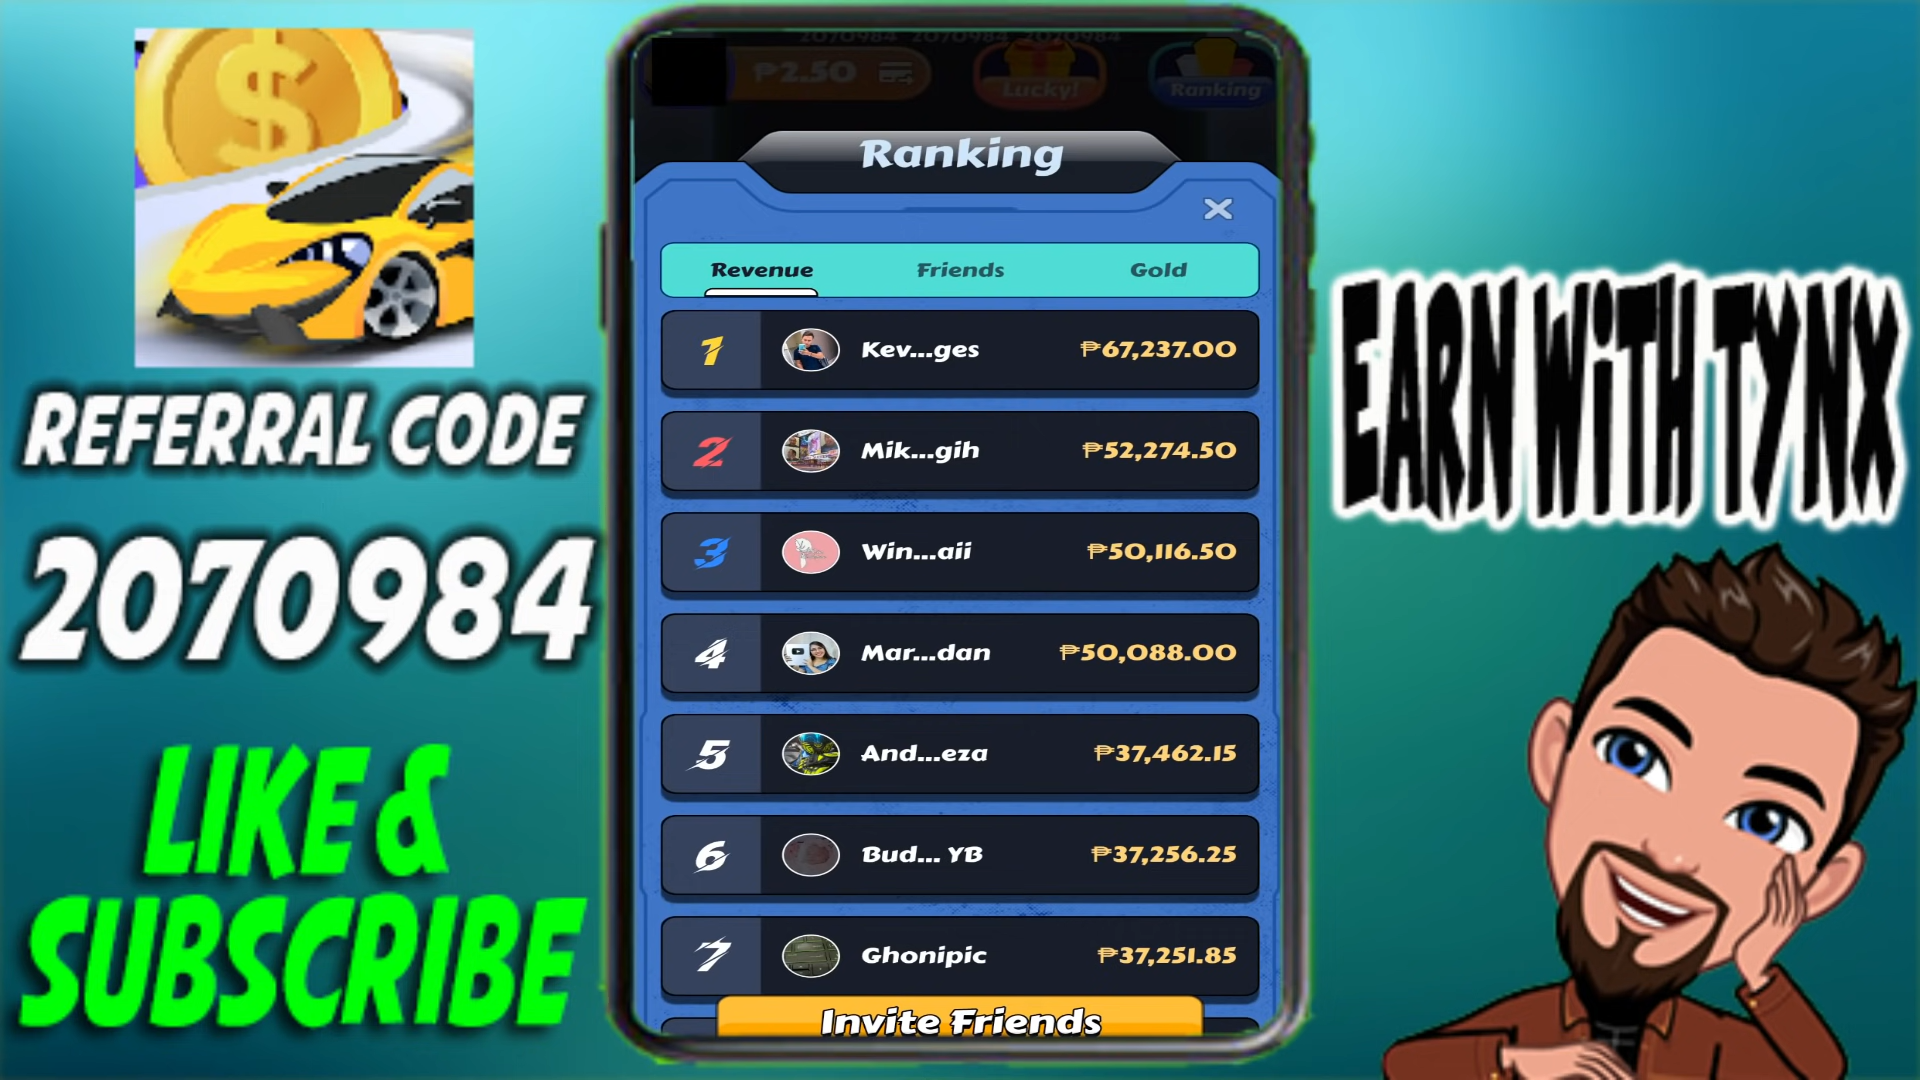 2070984 2070984 2070984
₱2.50
Lucky!
Ranking
Ranking
Revenue Friends Gold
1 Kev...ges ₱67,237.00
2 Mik...gih ₱52,274.50
3 Win...aii ₱50,116.50
4 Mar...dan ₱50,088.00
5 And...eza ₱37,462.15
6 Bud... YB ₱37,256.25
7 Ghonipic ₱37,251.85
Invite Friends
REFERRAL CODE
2070984
LIKE &
SUBSCRIBE
EARN WiTH TYNX